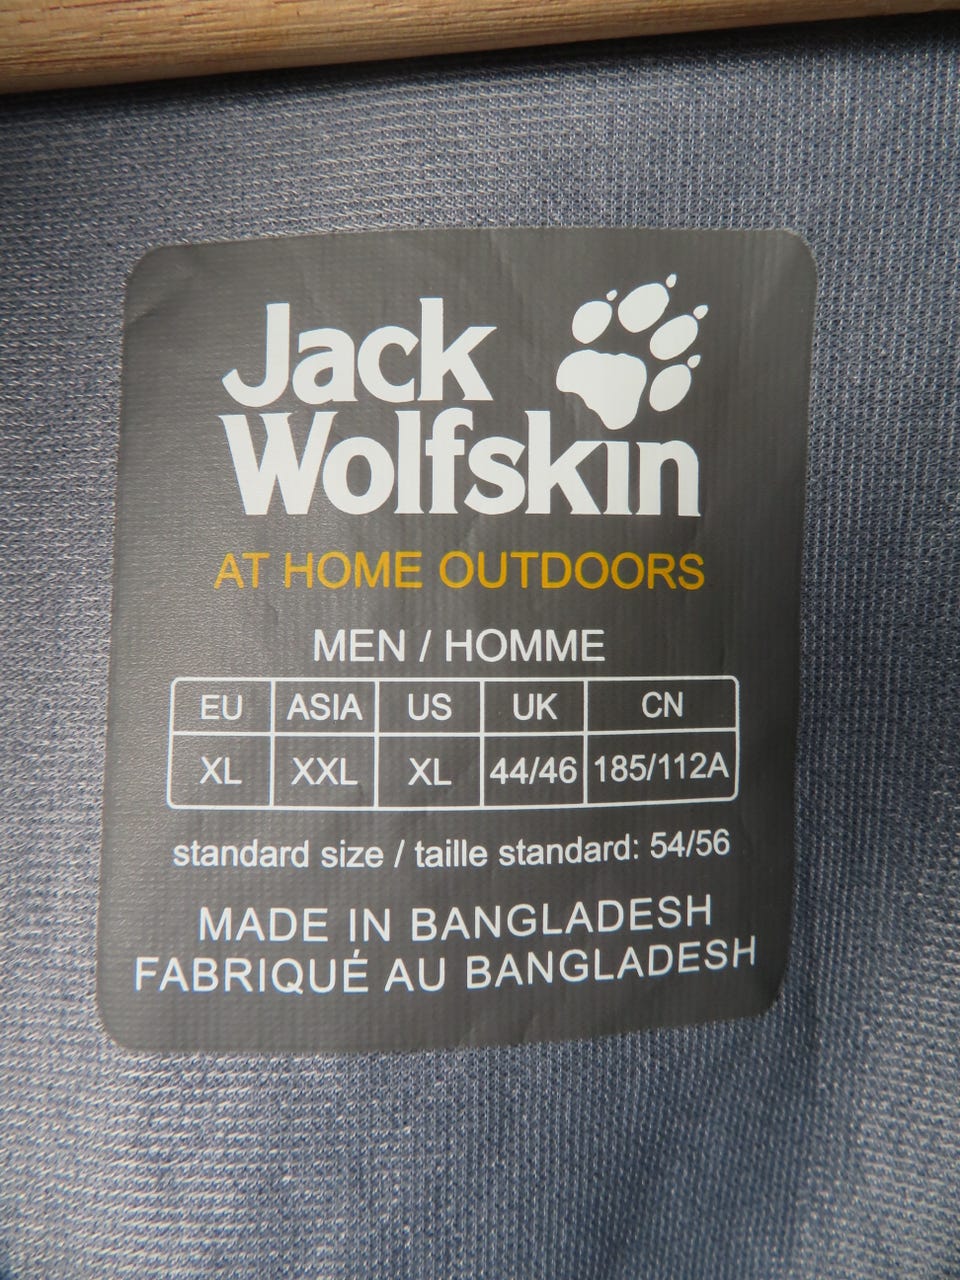 Jack
Wolfskin
AT HOME OUTDOORS
MEN / HOMME
EU ASIA US UK CN
XL XXL XL 44/46 185/112A
standard size / taille standard: 54/56
MADE IN BANGLADESH
FABRIQUÉ AU BANGLADESH